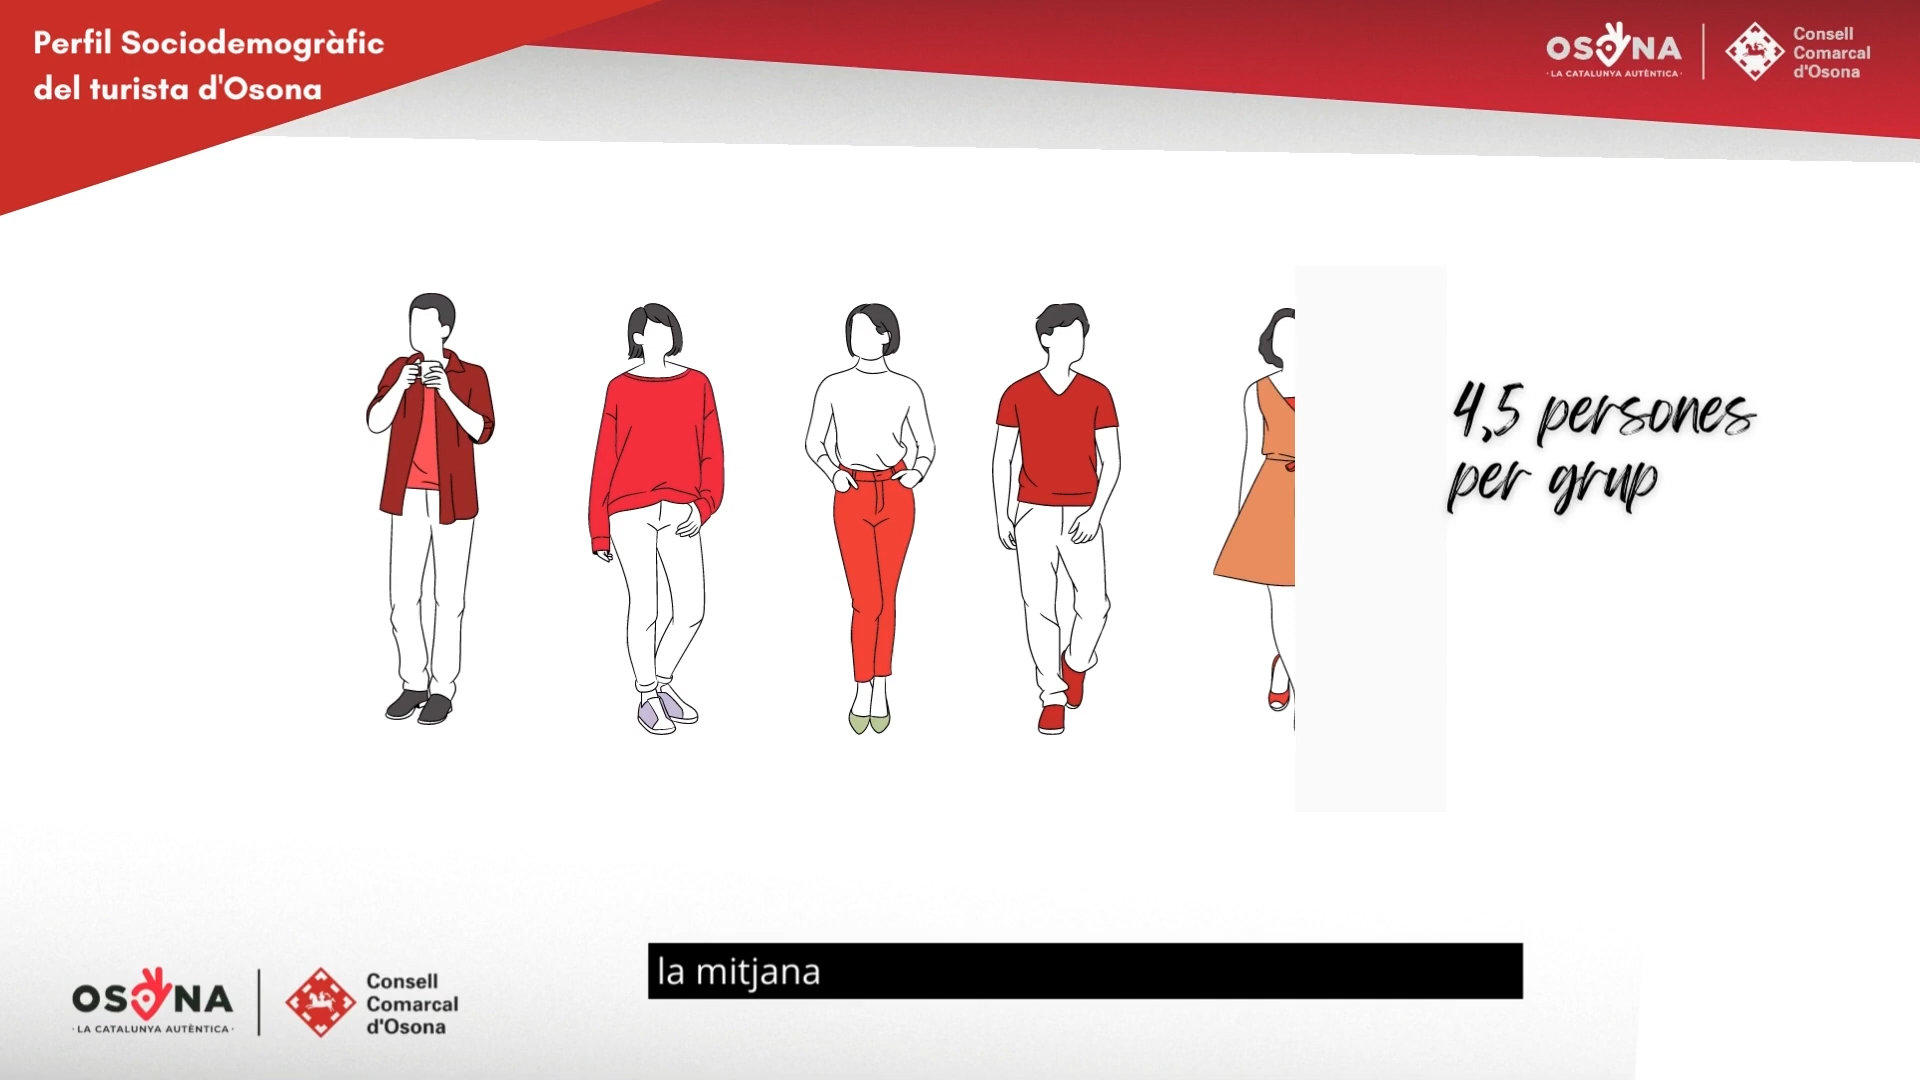 Perfil Sociodemogràfic
del turista d'Osona
OSONA
·LA CATALUNYA AUTÈNTICA·
Consell
Comarcal
d'Osona
4,5 persones
per grup
la mitjana
OSONA
·LA CATALUNYA AUTÈNTICA·
Consell
Comarcal
d'Osona